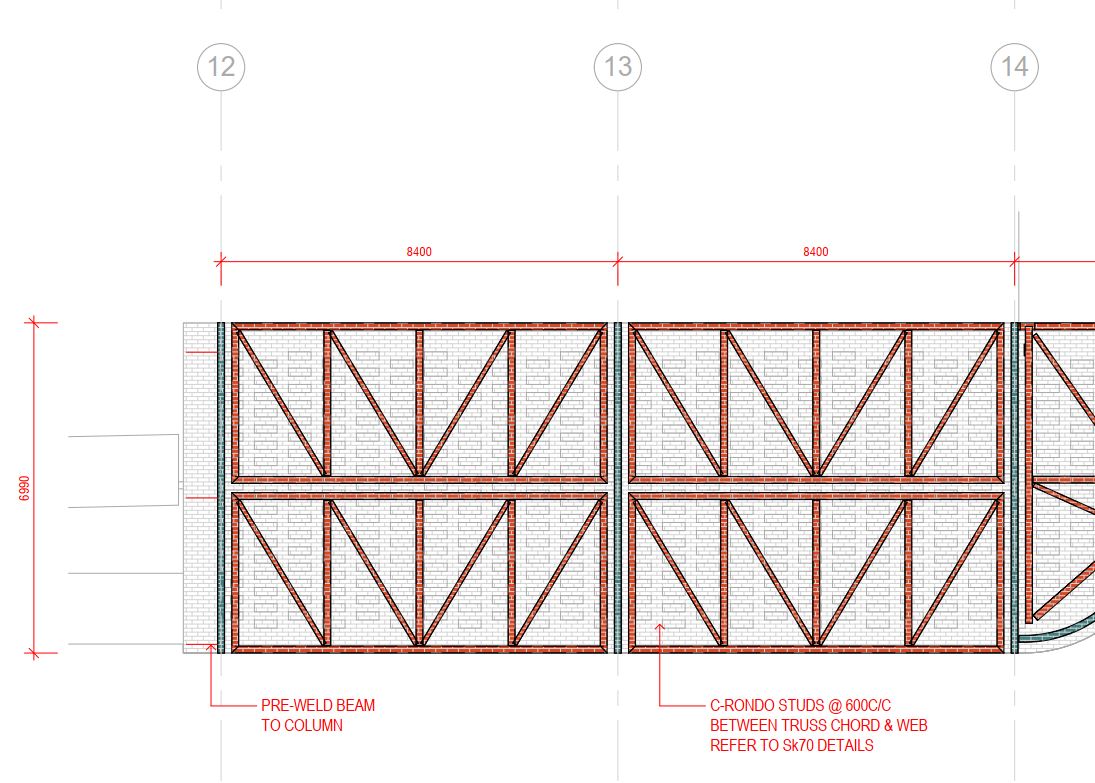 12
13
14
8400
8400
6990
PRE-WELD BEAM
TO COLUMN
C-RONDO STUDS @ 600C/C
BETWEEN TRUSS CHORD & WEB
REFER TO Sk70 DETAILS